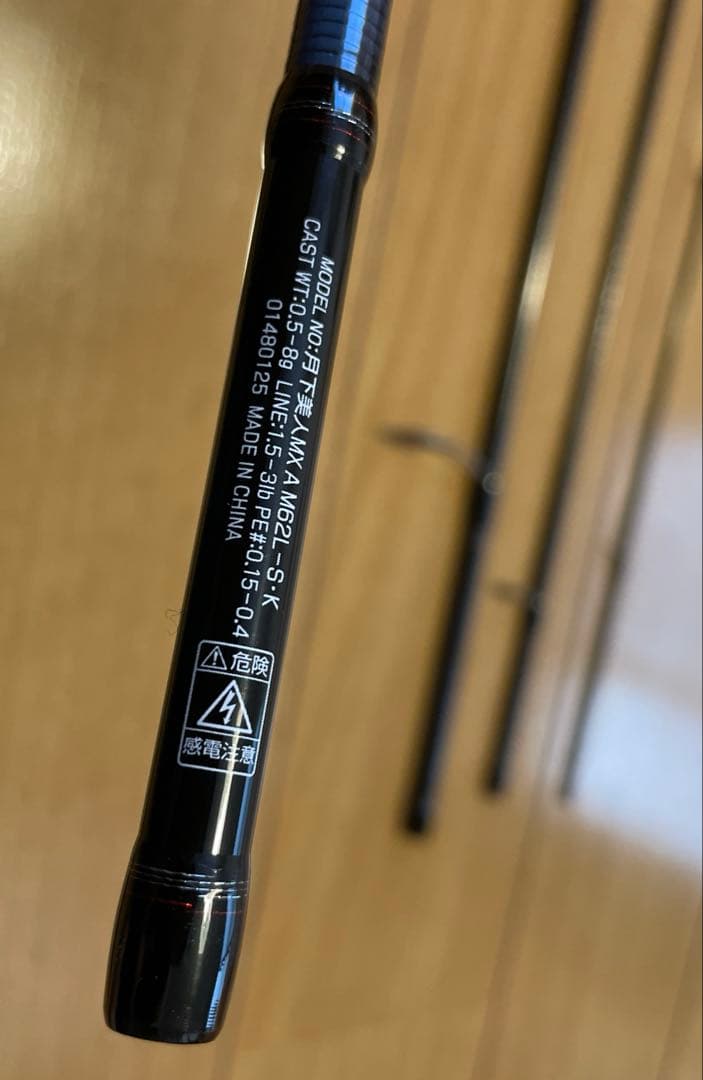 MODEL NO:月下美人MX A M62L-S・K
CAST WT:0.5-8g LINE:1.5-3lb PE#:0.15-0.4
01480125 MADE IN CHINA
危険
感電注意